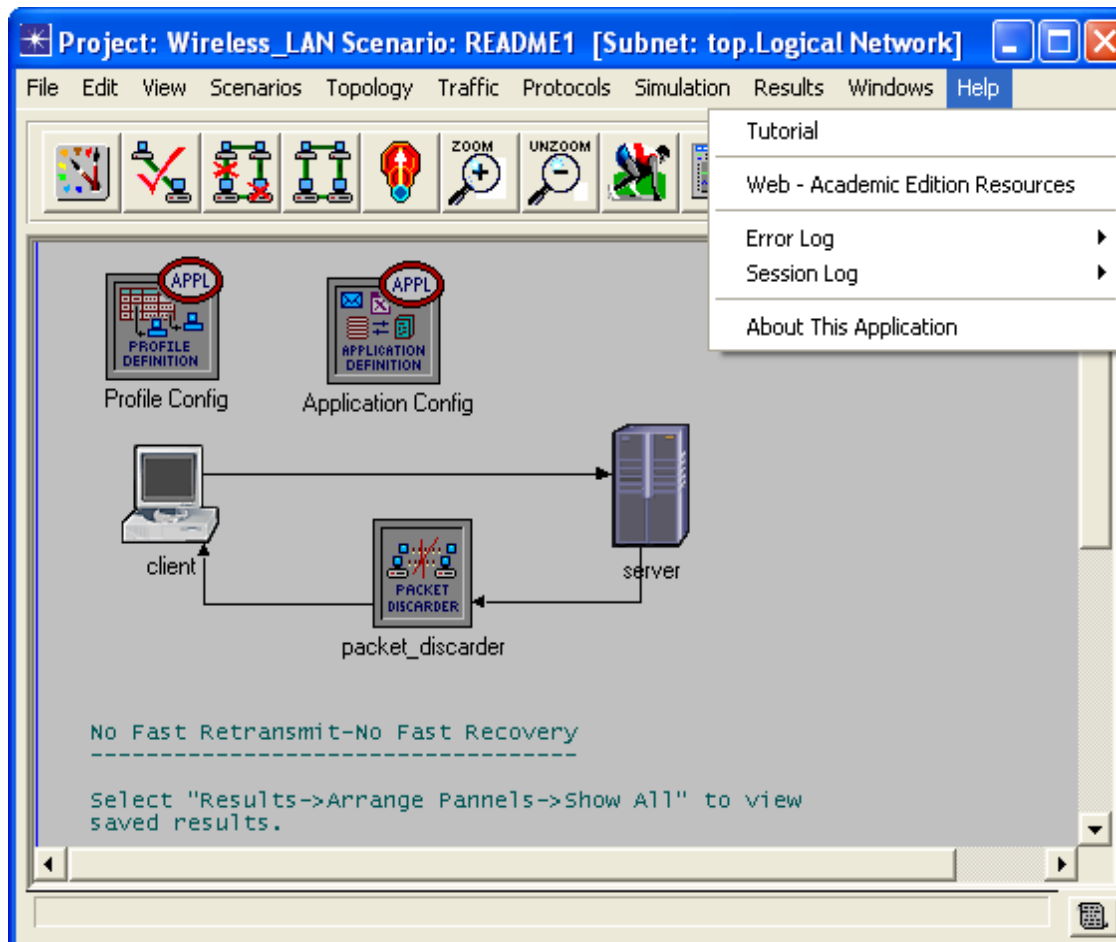 Project: Wireless_LAN Scenario: README1 [Subnet: top.Logical Network]
File Edit View Scenarios Topology Traffic Protocols Simulation Results Windows Help
ZOOM UNZOOM
Tutorial
Web - Academic Edition Resources
Error Log
Session Log
About This Application
APPL APPL
PROFILE
DEFINITION
APPLICATION
DEFINITION
Profile Config
Application Config
client
server
PACKET
DISCARDER
packet_discarder
No Fast Retransmit-No Fast Recovery
-----------------------------------
Select "Results->Arrange Pannels->Show All" to view
saved results.